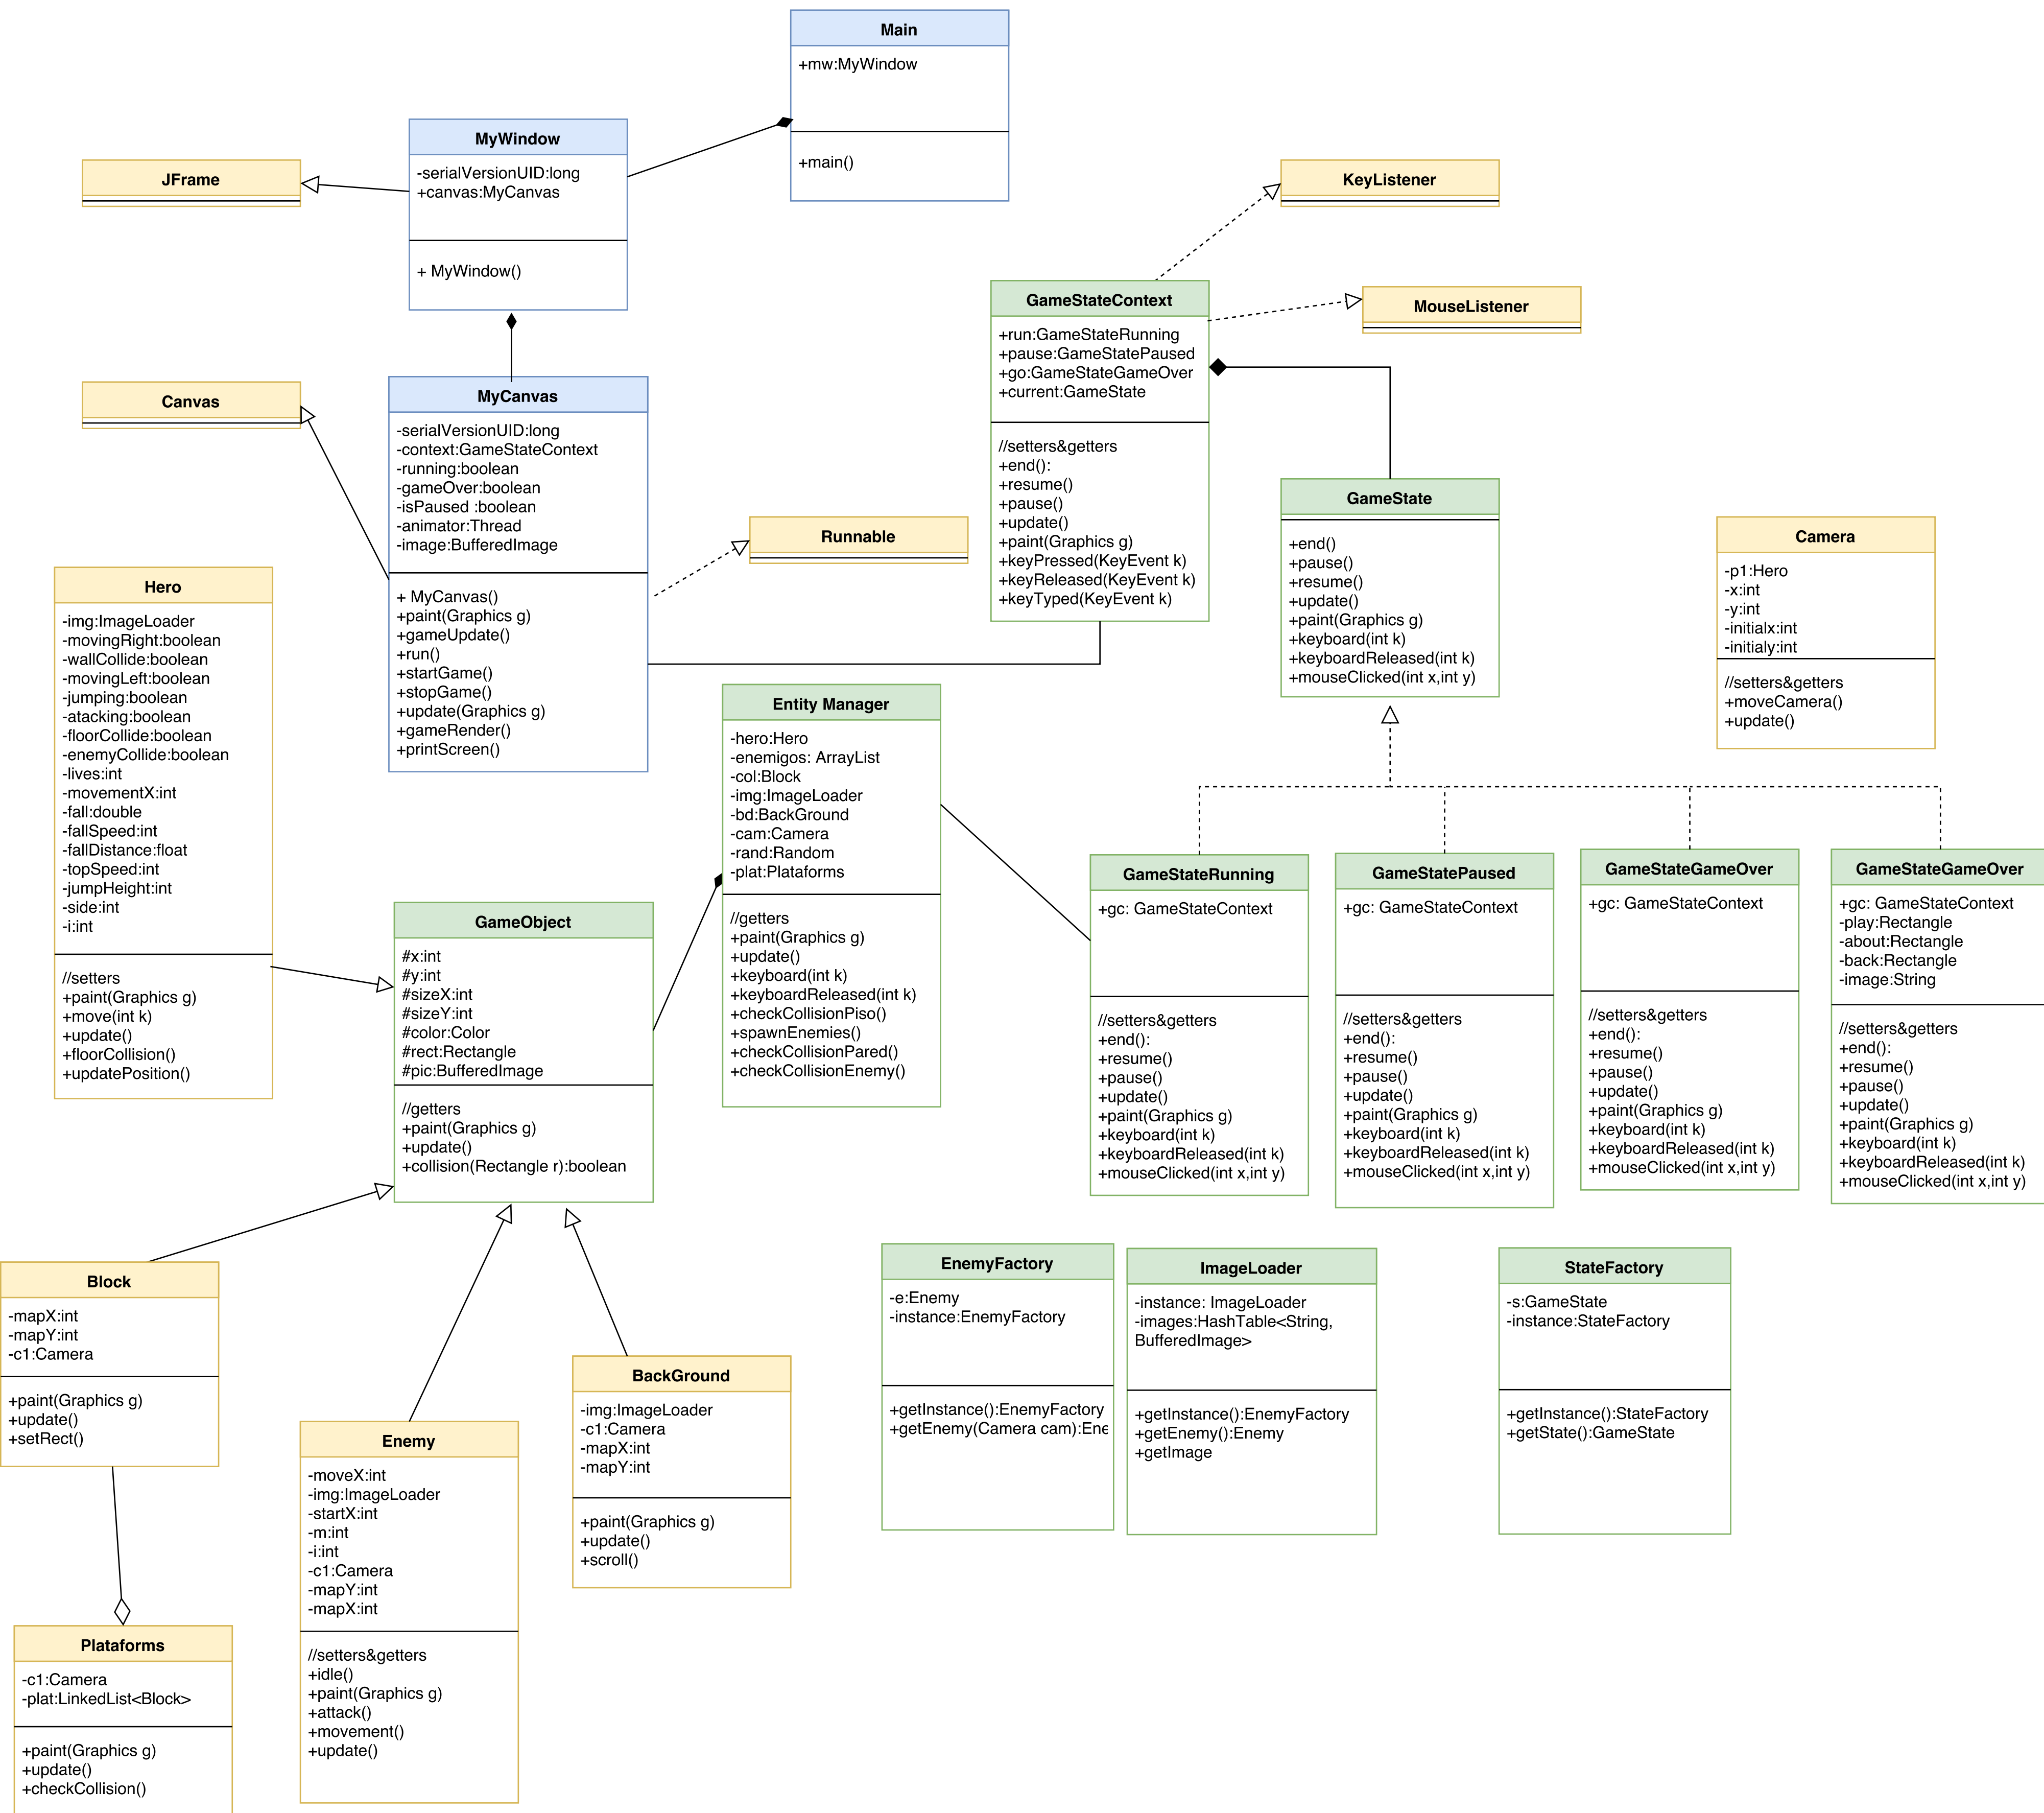 Main
+mw:MyWindow
+main()
MyWindow
-serialVersionUID:long
+canvas:MyCanvas
+ MyWindow()
JFrame
KeyListener
MouseListener
GameStateContext
+run:GameStateRunning
+pause:GameStatePaused
+go:GameStateGameOver
+current:GameState
//setters&getters
+end():
+resume()
+pause()
+update()
+paint(Graphics g)
+keyPressed(KeyEvent k)
+keyReleased(KeyEvent k)
+keyTyped(KeyEvent k)
Canvas
MyCanvas
-serialVersionUID:long
-context:GameStateContext
-running:boolean
-gameOver:boolean
-isPaused :boolean
-animator:Thread
-image:BufferedImage
+ MyCanvas()
+paint(Graphics g)
+gameUpdate()
+run()
+startGame()
+stopGame()
+update(Graphics g)
+gameRender()
+printScreen()
Runnable
GameState
+end()
+pause()
+resume()
+update()
+paint(Graphics g)
+keyboard(int k)
+keyboardReleased(int k)
+mouseClicked(int x,int y)
Camera
-p1:Hero
-x:int
-y:int
-initialx:int
-initialy:int
//setters&getters
+moveCamera()
+update()
Hero
-img:ImageLoader
-movingRight:boolean
-wallCollide:boolean
-movingLeft:boolean
-jumping:boolean
-atacking:boolean
-floorCollide:boolean
-enemyCollide:boolean
-lives:int
-movementX:int
-fall:double
-fallSpeed:int
-fallDistance:float
-topSpeed:int
-jumpHeight:int
-side:int
-i:int
//setters
+paint(Graphics g)
+move(int k)
+update()
+floorCollision()
+updatePosition()
Entity Manager
-hero:Hero
-enemigos: ArrayList
-col:Block
-img:ImageLoader
-bd:BackGround
-cam:Camera
-rand:Random
-plat:Plataforms
//getters
+paint(Graphics g)
+update()
+keyboard(int k)
+keyboardReleased(int k)
+checkCollisionPiso()
+spawnEnemies()
+checkCollisionPared()
+checkCollisionEnemy()
GameObject
#x:int
#y:int
#sizeX:int
#sizeY:int
#color:Color
#rect:Rectangle
#pic:BufferedImage
//getters
+paint(Graphics g)
+update()
+collision(Rectangle r):boolean
GameStateRunning
+gc: GameStateContext
//setters&getters
+end():
+resume()
+pause()
+update()
+paint(Graphics g)
+keyboard(int k)
+keyboardReleased(int k)
+mouseClicked(int x,int y)
GameStatePaused
+gc: GameStateContext
//setters&getters
+end():
+resume()
+pause()
+update()
+paint(Graphics g)
+keyboard(int k)
+keyboardReleased(int k)
+mouseClicked(int x,int y)
GameStateGameOver
+gc: GameStateContext
//setters&getters
+end():
+resume()
+pause()
+update()
+paint(Graphics g)
+keyboard(int k)
+keyboardReleased(int k)
+mouseClicked(int x,int y)
GameStateGameOver
+gc: GameStateContext
-play:Rectangle
-about:Rectangle
-back:Rectangle
-image:String
//setters&getters
+end():
+resume()
+pause()
+update()
+paint(Graphics g)
+keyboard(int k)
+keyboardReleased(int k)
+mouseClicked(int x,int y)
Block
-mapX:int
-mapY:int
-c1:Camera
+paint(Graphics g)
+update()
+setRect()
Enemy
-moveX:int
-img:ImageLoader
-startX:int
-m:int
-i:int
-c1:Camera
-mapY:int
-mapX:int
//setters&getters
+idle()
+paint(Graphics g)
+attack()
+movement()
+update()
BackGround
-img:ImageLoader
-c1:Camera
-mapX:int
-mapY:int
+paint(Graphics g)
+update()
+scroll()
EnemyFactory
-e:Enemy
-instance:EnemyFactory
+getInstance():EnemyFactory
+getEnemy(Camera cam):Ene
ImageLoader
-instance: ImageLoader
-images:HashTable<String,
BufferedImage>
+getInstance():EnemyFactory
+getEnemy():Enemy
+getImage
StateFactory
-s:GameState
-instance:StateFactory
+getInstance():StateFactory
+getState():GameState
Plataforms
-c1:Camera
-plat:LinkedList<Block>
+paint(Graphics g)
+update()
+checkCollision()